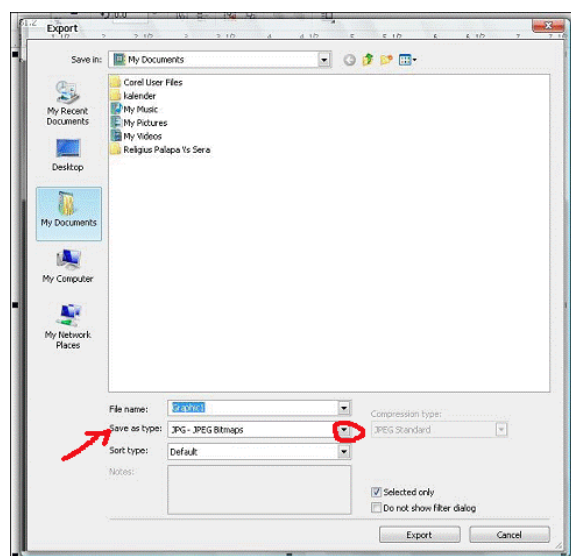 Export
Save in: My Documents
My Recent Documents
Desktop
My Documents
My Computer
My Network Places
Corel User Files
kalender
My Music
My Pictures
My Videos
Religius Palapa Vs Sera
File name: Graphic1
Save as type: JPG - JPEG Bitmaps
Sort type: Default
Notes:
Compression type:
JPEG Standard
Selected only
Do not show filter dialog
Export Cancel